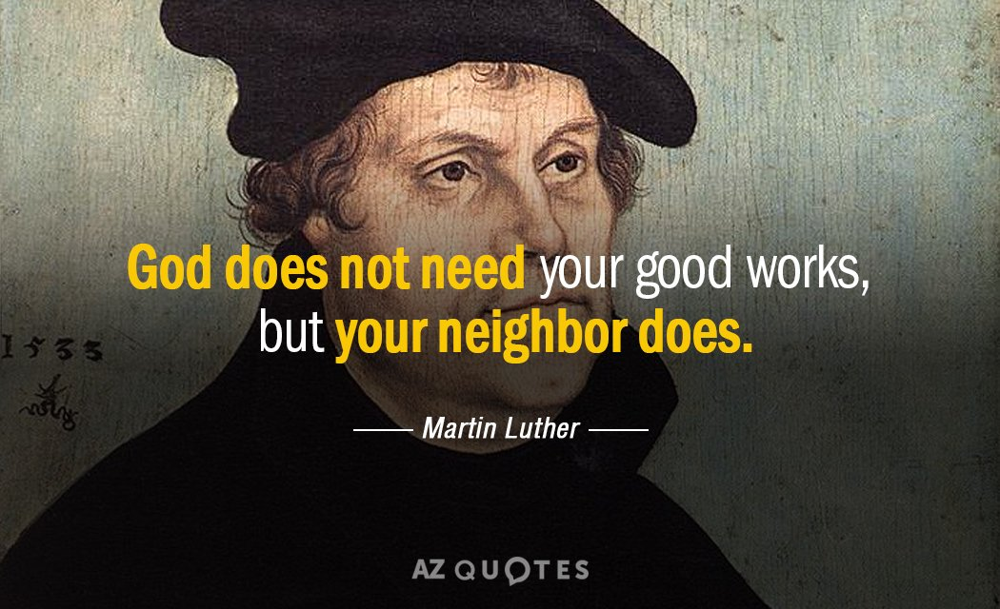 God does not need your good works,
but your neighbor does.
1533
Martin Luther
AZ QUOTES